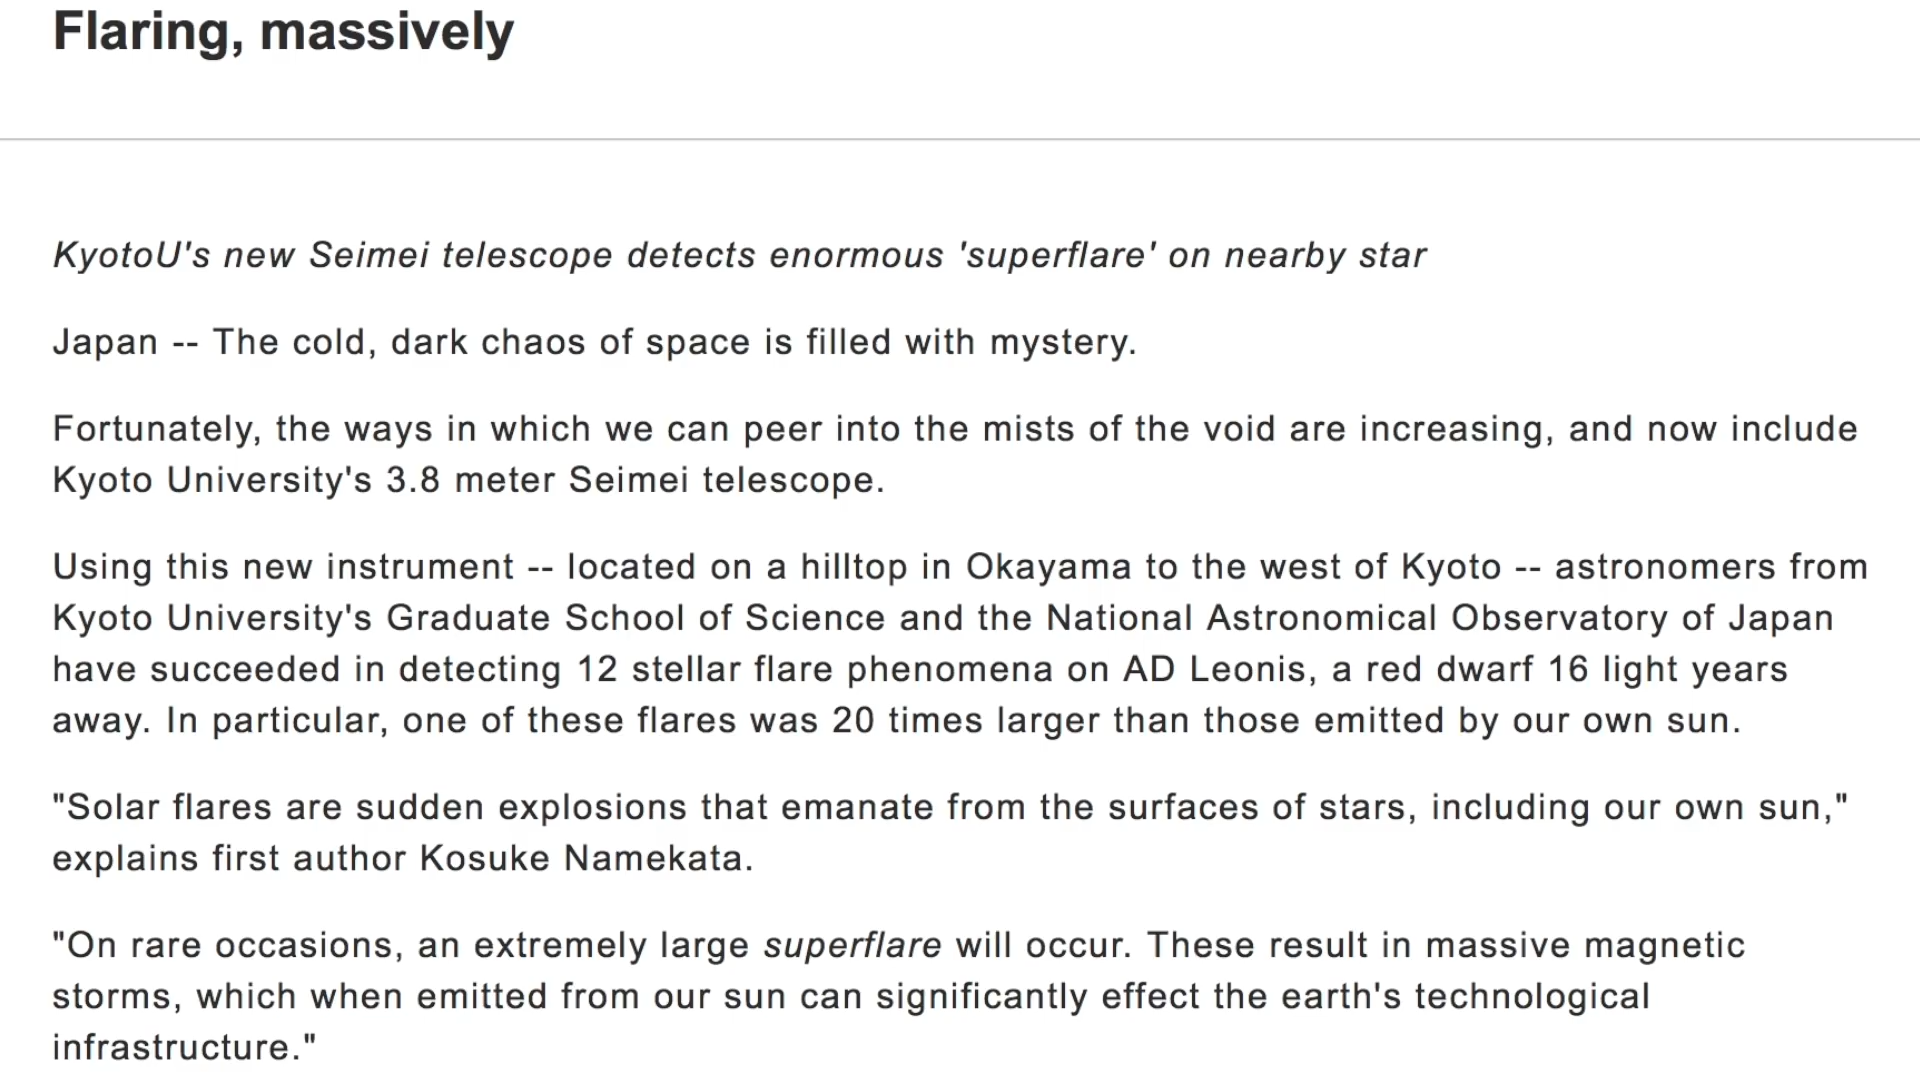 Flaring, massively
KyotoU's new Seimei telescope detects enormous 'superflare' on nearby star
Japan -- The cold, dark chaos of space is filled with mystery.
Fortunately, the ways in which we can peer into the mists of the void are increasing, and now include
Kyoto University's 3.8 meter Seimei telescope.
Using this new instrument -- located on a hilltop in Okayama to the west of Kyoto -- astronomers from
Kyoto University's Graduate School of Science and the National Astronomical Observatory of Japan
have succeeded in detecting 12 stellar flare phenomena on AD Leonis, a red dwarf 16 light years
away. In particular, one of these flares was 20 times larger than those emitted by our own sun.
"Solar flares are sudden explosions that emanate from the surfaces of stars, including our own sun,"
explains first author Kosuke Namekata.
"On rare occasions, an extremely large superflare will occur. These result in massive magnetic
storms, which when emitted from our sun can significantly effect the earth's technological
infrastructure."